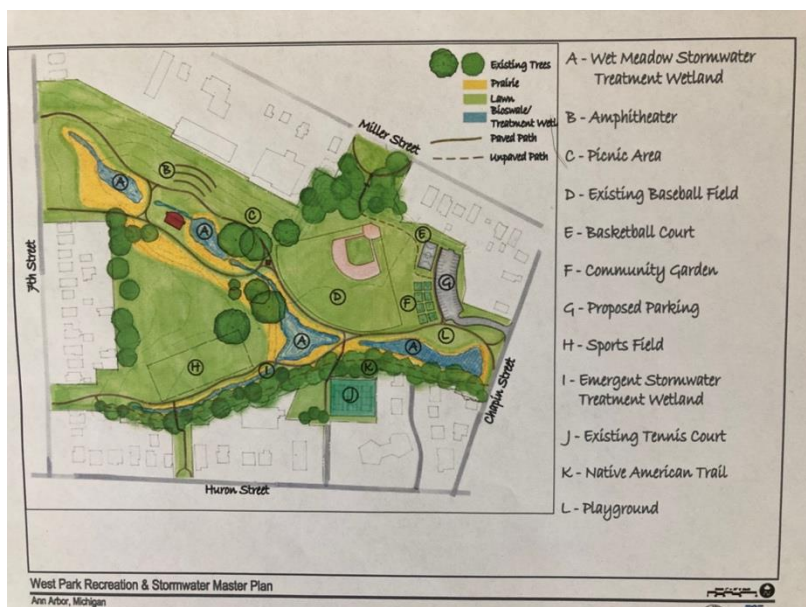 Existing Trees
Prairie
Lawn
Bioswale/
Treatment Wetl
Paved Path
Unpaved Path
Miller Street
7th Street
Chapin Street
Huron Street
A
B
C
A
D
E
F
G
H
I
A
J
K
L
A
A - Wet Meadow Stormwater
Treatment Wetland
B - Amphitheater
C - Picnic Area
D - Existing Baseball Field
E - Basketball Court
F - Community Garden
G - Proposed Parking
H - Sports Field
I - Emergent Stormwater
Treatment Wetland
J - Existing Tennis Court
K - Native American Trail
L - Playground
West Park Recreation & Stormwater Master Plan
Ann Arbor, Michigan